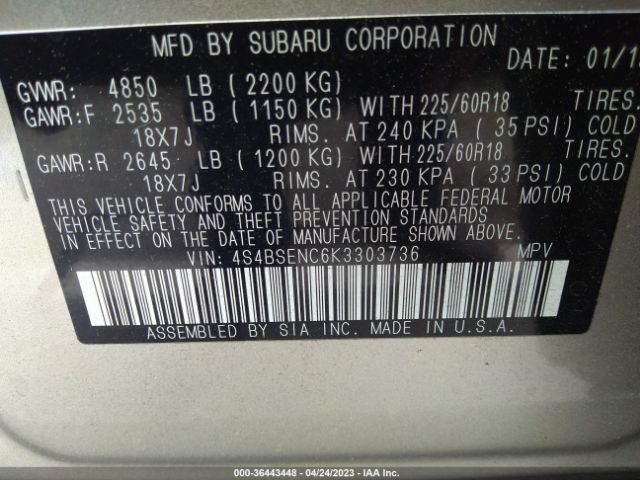 MFD BY SUBARU CORPORATION
DATE: 01/1
GVWR: 4850 LB (2200 KG)
GAWR:F 2535 LB (1150 KG) WITH 225/60R18 TIRES.
18X7J RIMS. AT 240 KPA (35 PSI) COLD
GAWR:R 2645 LB (1200 KG) WITH 225/60R18 TIRES.
18X7J RIMS. AT 230 KPA (33 PSI) COLD
THIS VEHICLE CONFORMS TO ALL APPLICABLE FEDERAL MOTOR
VEHICLE SAFETY AND THEFT PREVENTION STANDARDS
IN EFFECT ON THE DATE OF MANUFACTURE SHOWN ABOVE.
VIN: 4S4BSENC6K3303736 MPV
ASSEMBLED BY SIA INC. MADE IN U.S.A.
000-36443448 - 04/24/2023 - IAA Inc.